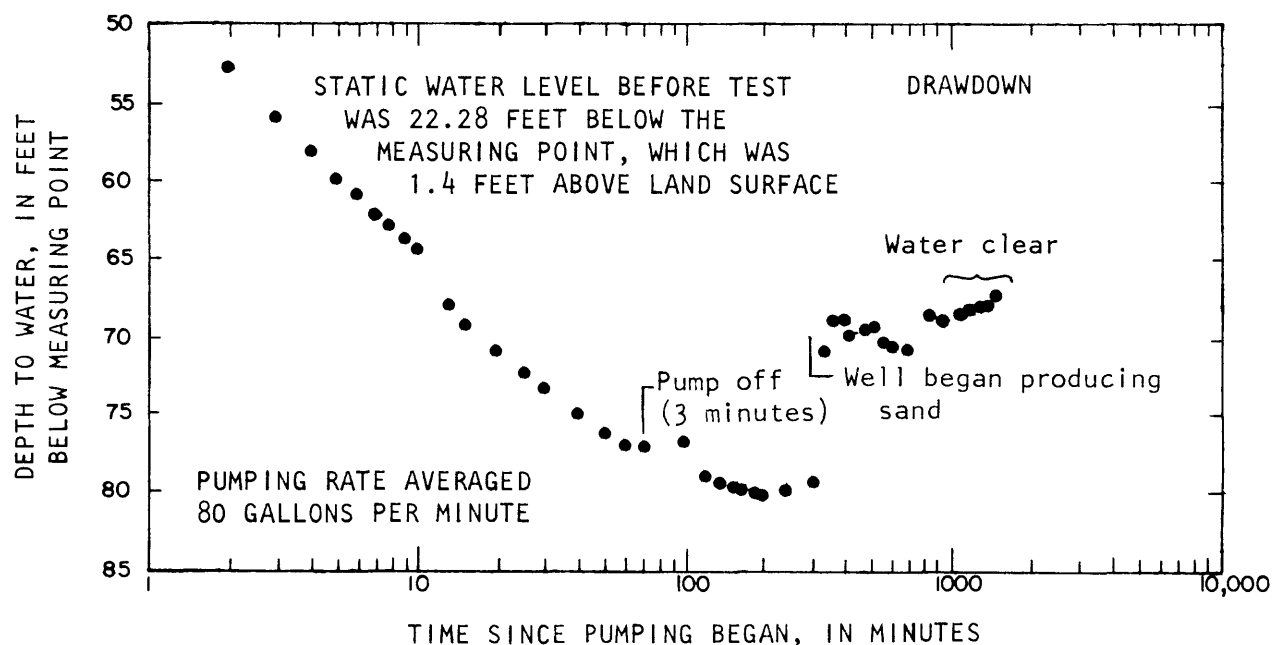 50
STATIC WATER LEVEL BEFORE TEST
WAS 22.28 FEET BELOW THE
MEASURING POINT, WHICH WAS
1.4 FEET ABOVE LAND SURFACE
DRAWDOWN
55
60
65
70
75
80
85
DEPTH TO WATER, IN FEET
BELOW MEASURING POINT
Water clear
Pump off
(3 minutes)
Well began producing
sand
PUMPING RATE AVERAGED
80 GALLONS PER MINUTE
1
10
100
1000
10,000
TIME SINCE PUMPING BEGAN, IN MINUTES